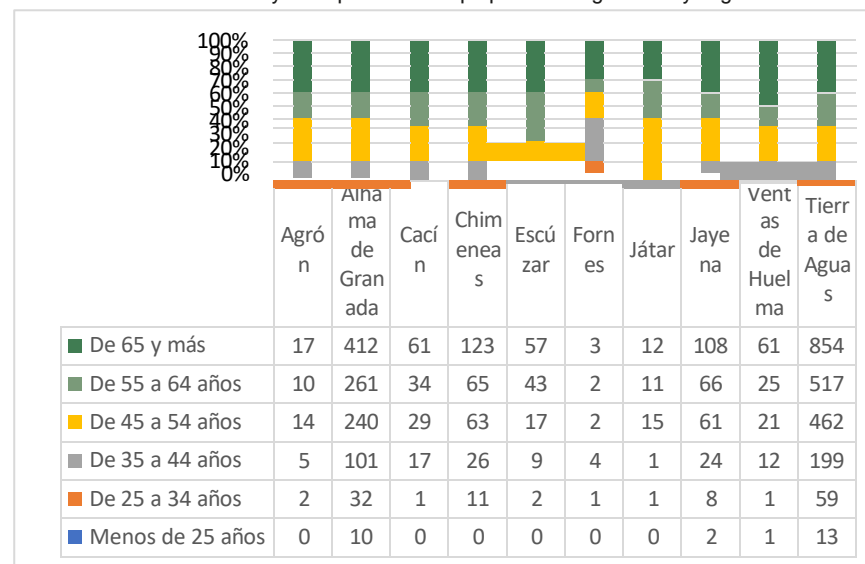 100%
90%
80%
70%
60%
50%
40%
30%
20%
10%
0%
Agró
n
Alha
ma
de
Gran
ada
Cací
n
Chim
enea
s
Escú
zar
Forn
es
Játar
Jaye
na
Vent
as
de
Huel
ma
Tierr
a de
Agua
s
De 65 y más 17 412 61 123 57 3 12 108 61 854
De 55 a 64 años 10 261 34 65 43 2 11 66 25 517
De 45 a 54 años 14 240 29 63 17 2 15 61 21 462
De 35 a 44 años 5 101 17 26 9 4 1 24 12 199
De 25 a 34 años 2 32 1 11 2 1 1 8 1 59
Menos de 25 años 0 10 0 0 0 0 0 2 1 13